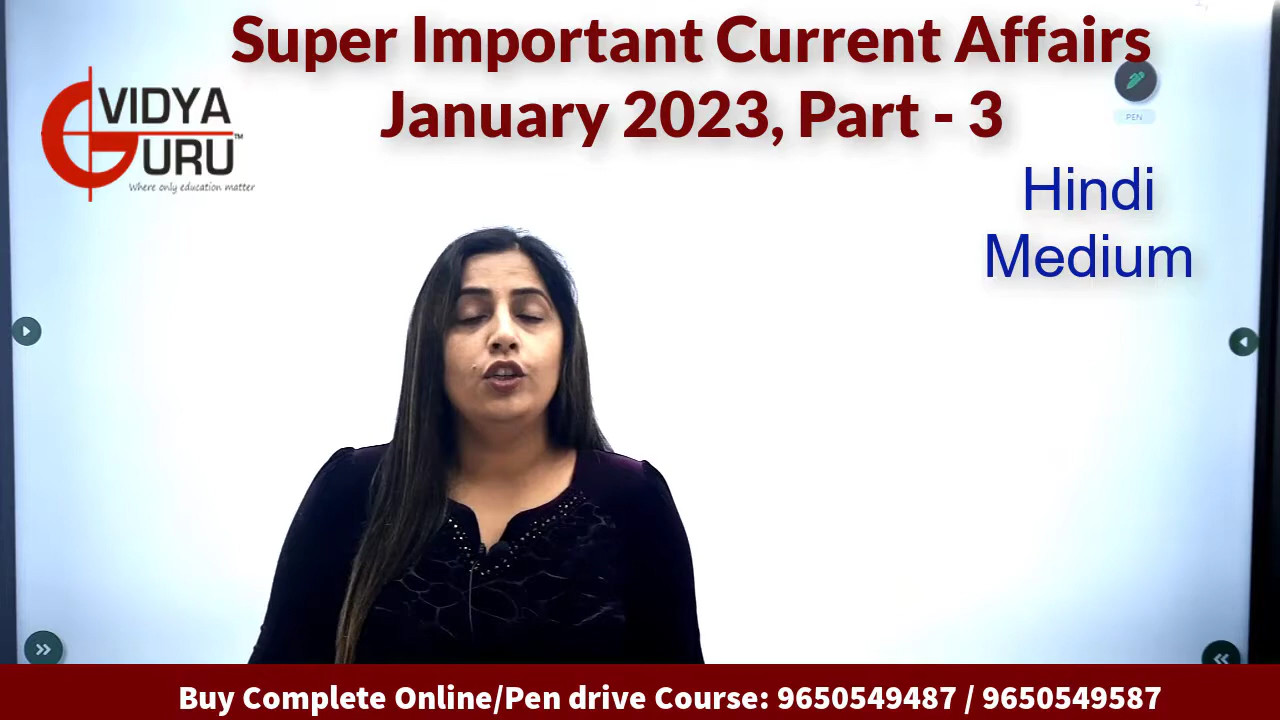 Super Important Current Affairs
January 2023, Part - 3
VIDYA
GURU™
Where only education matter
PEN
Hindi
Medium
Buy Complete Online/Pen drive Course: 9650549487 / 9650549587